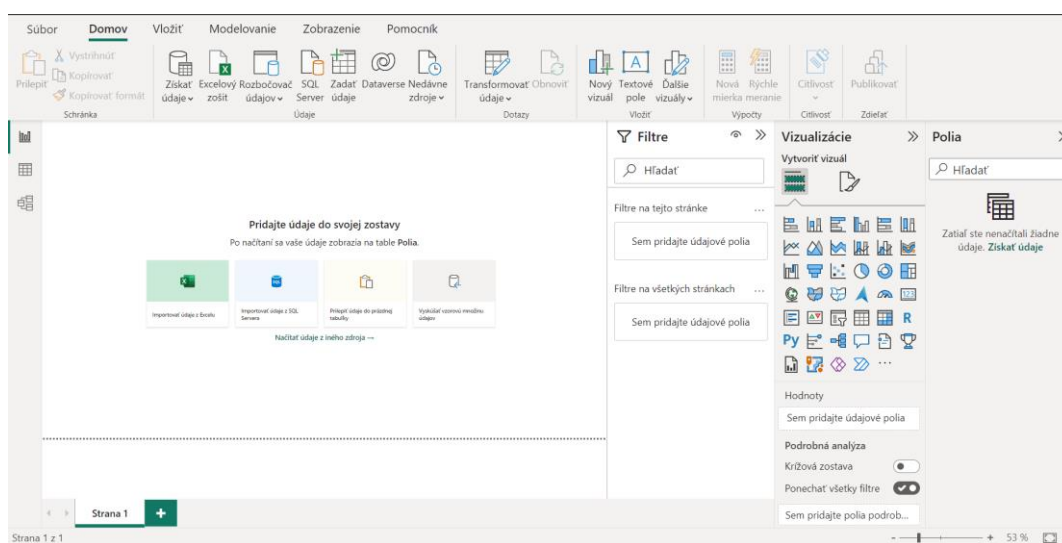 Súbor Domov Vložiť Modelovanie Zobrazenie Pomocník
Prilepiť
Vystrihnúť
Kopírovať
Kopírovať formát
Schránka
Získať údaje
Excelový zošit
Rozbočovač údajov
SQL Server
Zadať údaje
Dataverse
Nedávne zdroje
Údaje
Transformovať údaje
Obnoviť
Dotazy
Nový vizuál
Textové pole
Ďalšie vizuály
Vložiť
Nová mierka
Rýchle meranie
Výpočty
Citlivosť
Citlivosť
Publikovať
Zdieľať
Pridajte údaje do svojej zostavy
Po načítaní sa vaše údaje zobrazia na table Polia.
Importovať údaje z Excelu
Importovať údaje z SQL
Servera
Prilepiť údaje do prázdnej
tabuľky
Vyskúšať vzorovú množinu
údajov
Načítať údaje z iného zdroja →
Filtre
Hľadať
Filtre na tejto stránke ...
Sem pridajte údajové polia
Filtre na všetkých stránkach ...
Sem pridajte údajové polia
Vizualizácie
Vytvoriť vizuál
123
R
Py
...
Hodnoty
Sem pridajte údajové polia
Podrobná analýza
Krížová zostava
Ponechať všetky filtre
Sem pridajte polia podrob...
Polia
Hľadať
Zatiaľ ste nenačítali žiadne
údaje. Získať údaje
Strana 1
+
Strana 1 z 1
- + 53 %